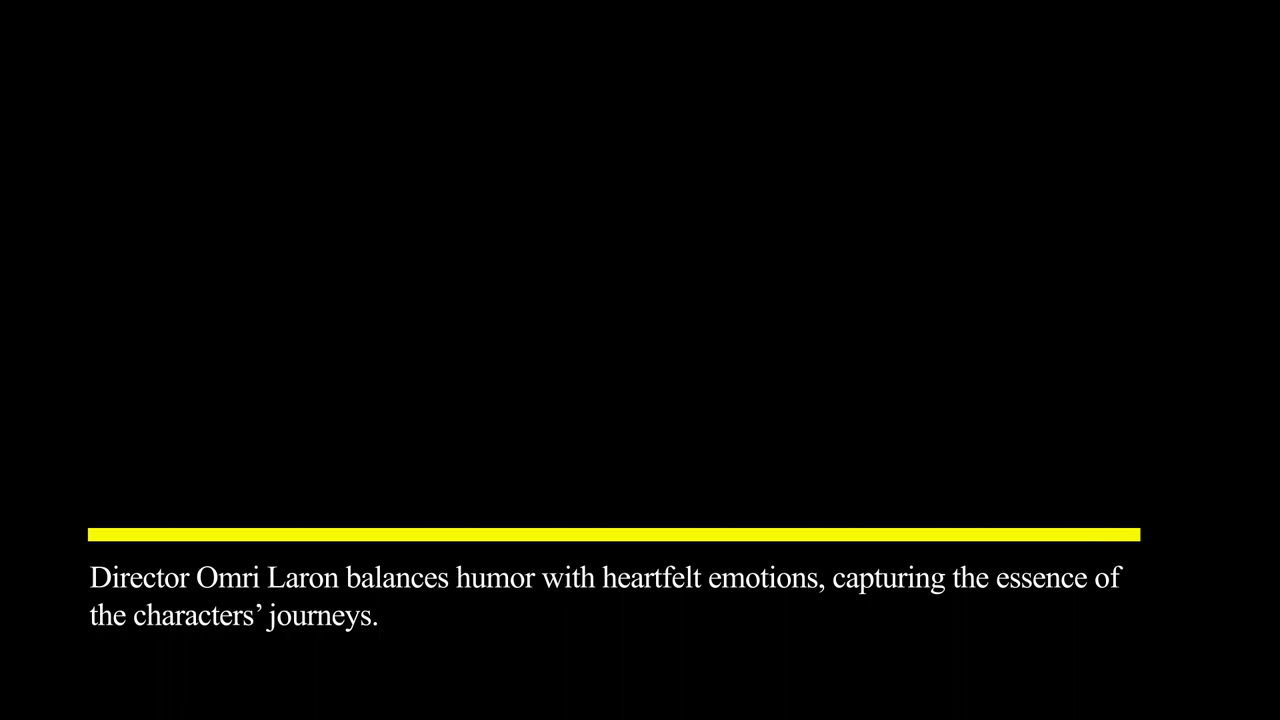 Director Omri Laron balances humor with heartfelt emotions, capturing the essence of
the characters’ journeys.